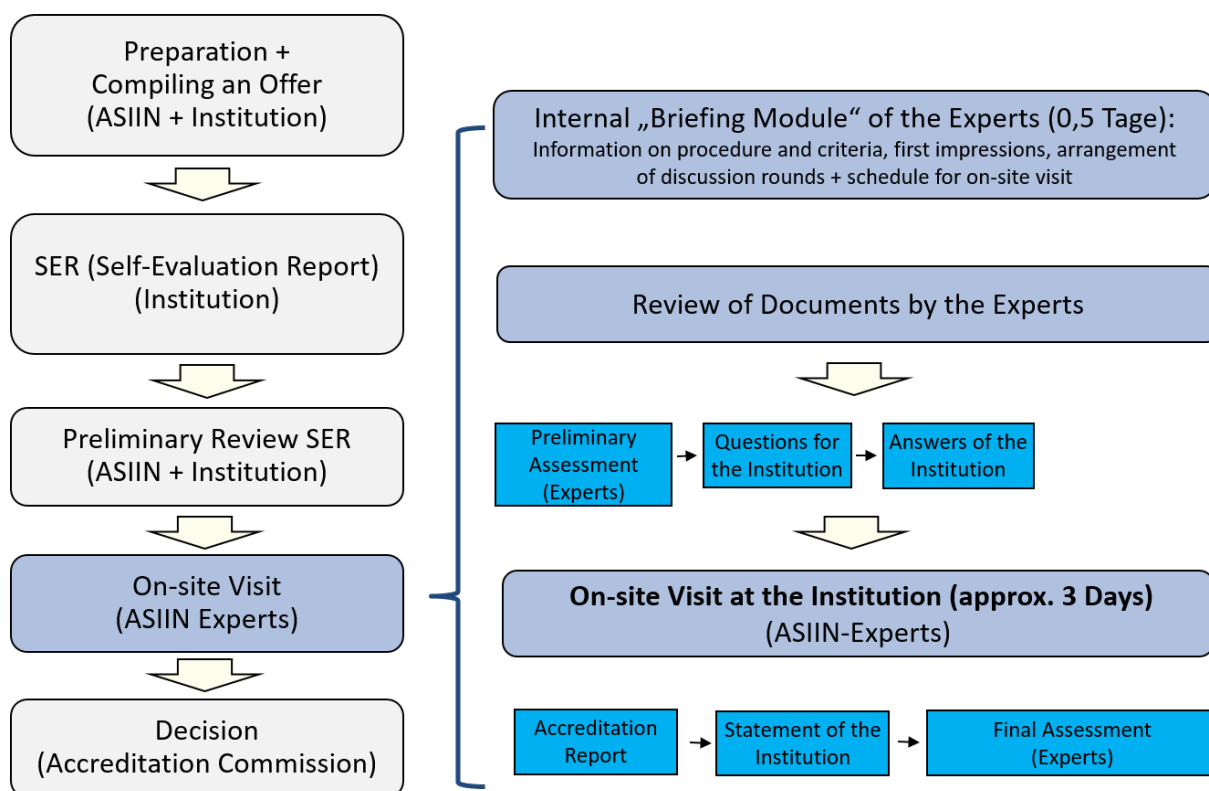 Preparation +
Compiling an Offer
(ASIIN + Institution)
SER (Self-Evaluation Report)
(Institution)
Preliminary Review SER
(ASIIN + Institution)
On-site Visit
(ASIIN Experts)
Decision
(Accreditation Commission)
Internal „Briefing Module“ of the Experts (0,5 Tage):
Information on procedure and criteria, first impressions, arrangement
of discussion rounds + schedule for on-site visit
Review of Documents by the Experts
Preliminary
Assessment
(Experts)
Questions for
the Institution
Answers of the
Institution
On-site Visit at the Institution (approx. 3 Days)
(ASIIN-Experts)
Accreditation
Report
Statement of the
Institution
Final Assessment
(Experts)